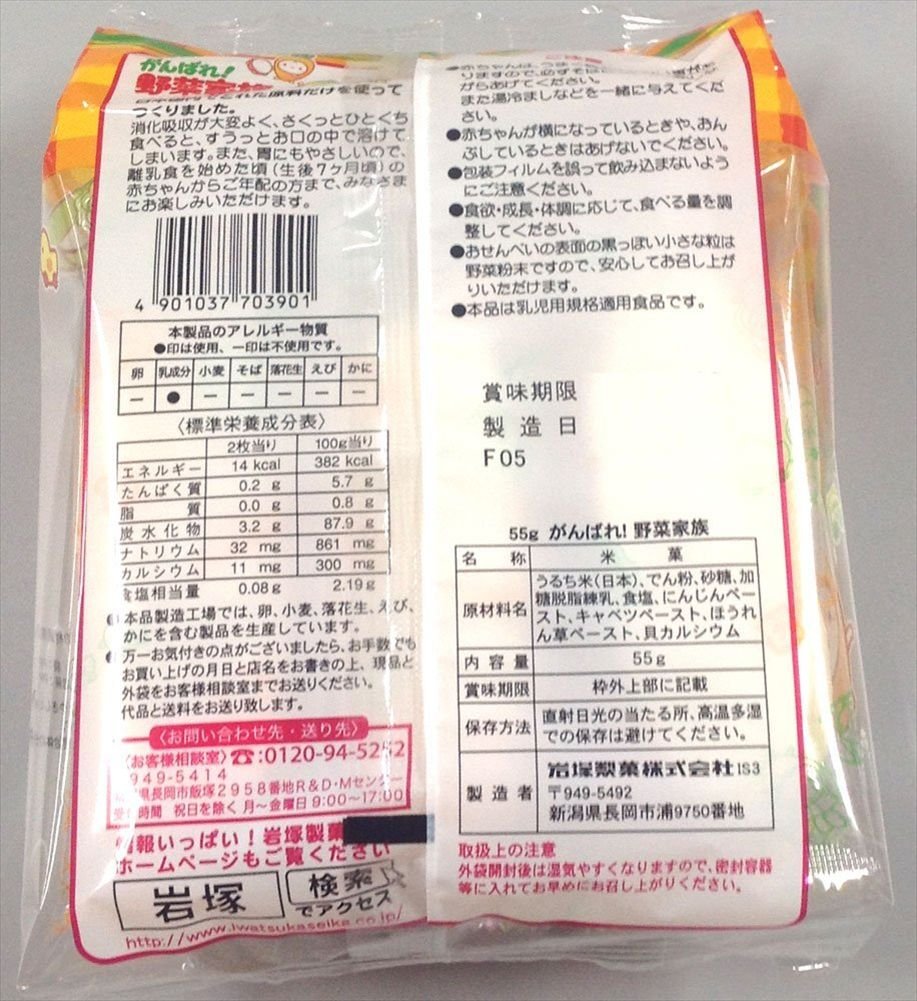 がんばれ!
野菜家族
原料だけを使って
つくりました。
消化吸収が大変よく、さくっとひとくち
食べると、すうっとお口の中で溶けて
しまいます。また、胃にもやさしいので、
離乳食を始めた頃(生後7ヶ月頃)の
赤ちゃんからご年配の方まで、みなさま
にお楽しみいただけます。
4 901037 703901
本製品のアレルギー物質
●印は使用、一印は不使用です。
卵 乳成分 小麦 そば 落花生 えび かに
― ● ― ― ― ― ―
〈標準栄養成分表〉
2枚当り 100g当り
エネルギー 14 kcal 382 kcal
たんぱく質 0.2 g 5.7 g
脂質 0.0 g 0.8 g
炭水化物 3.2 g 87.9 g
ナトリウム 32 mg 861 mg
カルシウム 11 mg 300 mg
食塩相当量 0.08g 2.19g
●本品製造工場では、卵、小麦、落花生、えび、
かにを含む製品を生産しています。
●万一お気付きの点がございましたら、お手数でも
お買い上げの月日と店名をお書きの上、現品と
外袋をお客様相談室までお送りください。
代品と送料をお送り致します。
〈お問い合わせ先・送り先〉
〈お客様相談室〉☎:0120-94-5252
949-5414
県長岡市飯塚2958番地R&D・Mセンター
受付時間 祝日を除く月~金曜日9:00~17:00
情報いっぱい!岩塚製菓
ホームページもご覧ください
岩塚 検索
でアクセス
http://www.iwatsukaseika.co.jp/
●赤ちゃんは、
りますので、必ずそば
がらあげてください。
また湯冷ましなどを一緒に与えてくだ
さい。
●赤ちゃんが横になっているときや、おん
ぶしているときはあげないでください。
●包装フィルムを誤って飲み込まないよう
にご注意ください。
●食欲・成長・体調に応じて、食べる量を調
整してください。
●おせんべいの表面の黒っぽい小さな粒は
野菜粉末ですので、安心してお召し上が
りいただけます。
●本品は乳児用規格適用食品です。
賞味期限
製造日
F05
55g がんばれ!野菜家族
名称 米菓
原材料名 うるち米(日本)、でん粉、砂糖、加
糖脱脂練乳、食塩、にんじんペー
スト、キャベツペースト、ほうれ
ん草ペースト、貝カルシウム
内容量 55g
賞味期限 枠外上部に記載
保存方法 直射日光の当たる所、高温多湿
での保存は避けてください。
製造者 岩塚製菓株式会社IS3
〒949-5492
新潟県長岡市浦9750番地
取扱上の注意
外袋開封後は湿気やすくなりますので、密封容器
等に入れてお早めにお召し上がりください。